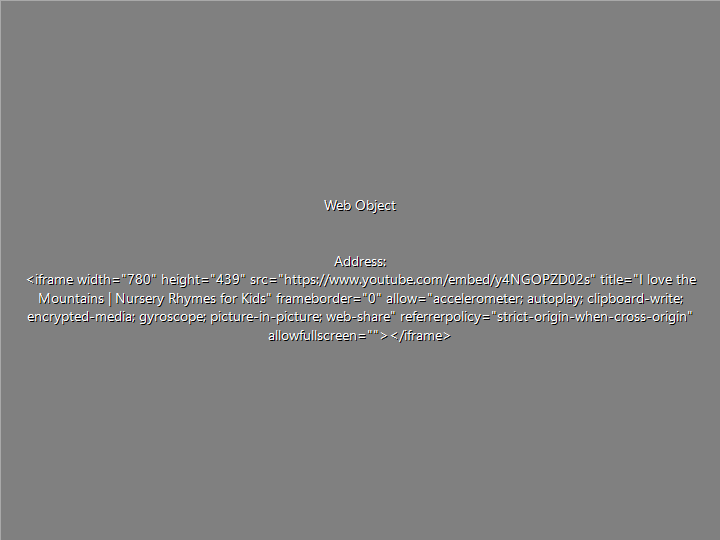 Web Object
Address:
<iframe width="780" height="439" src="https://www.youtube.com/embed/y4NGOPZD02s" title="I love the
Mountains | Nursery Rhymes for Kids" frameborder="0" allow="accelerometer; autoplay; clipboard-write;
encrypted-media; gyroscope; picture-in-picture; web-share" referrerpolicy="strict-origin-when-cross-origin"
allowfullscreen=""></iframe>